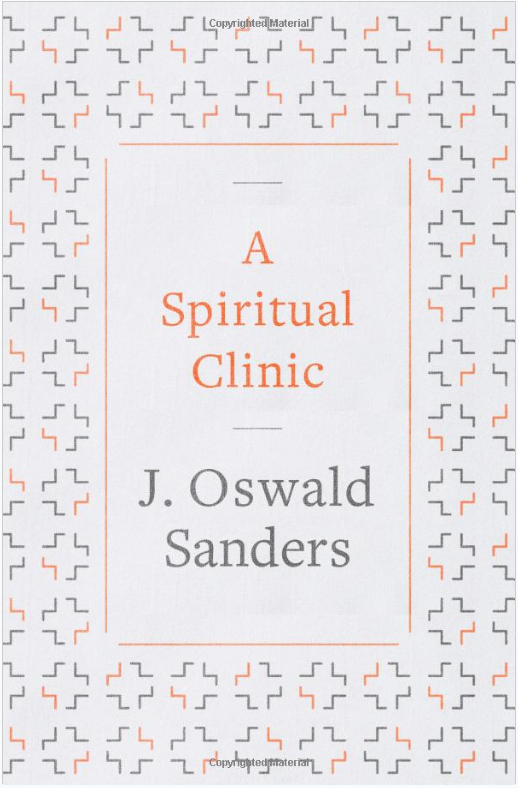 Copyrighted Material
A
Spiritual
Clinic
J. Oswald
Sanders
Copyrighted Material